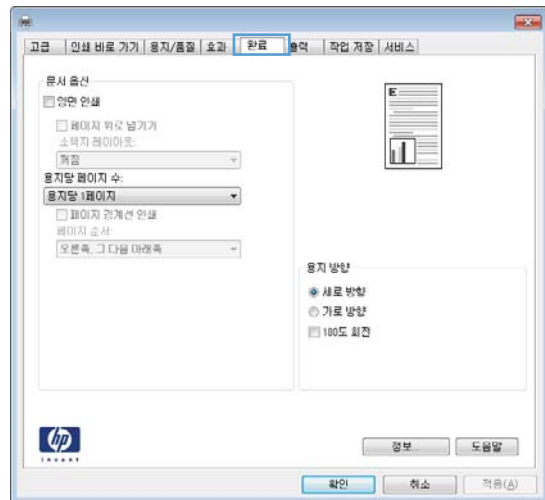 고급 인쇄 바로 가기 용지/품질 효과 완료 출력 작업 저장 서비스
문서 옵션
양면 인쇄
페이지 위로 넘기기
소책자 레이아웃:
꺼짐
용지당 페이지 수:
용지당 1페이지
페이지 경계선 인쇄
페이지 순서:
오른쪽, 그 다음 아래쪽
E
용지 방향
세로 방향
가로 방향
180도 회전
hp
invent
정보... 도움말
확인 취소 적용(A)